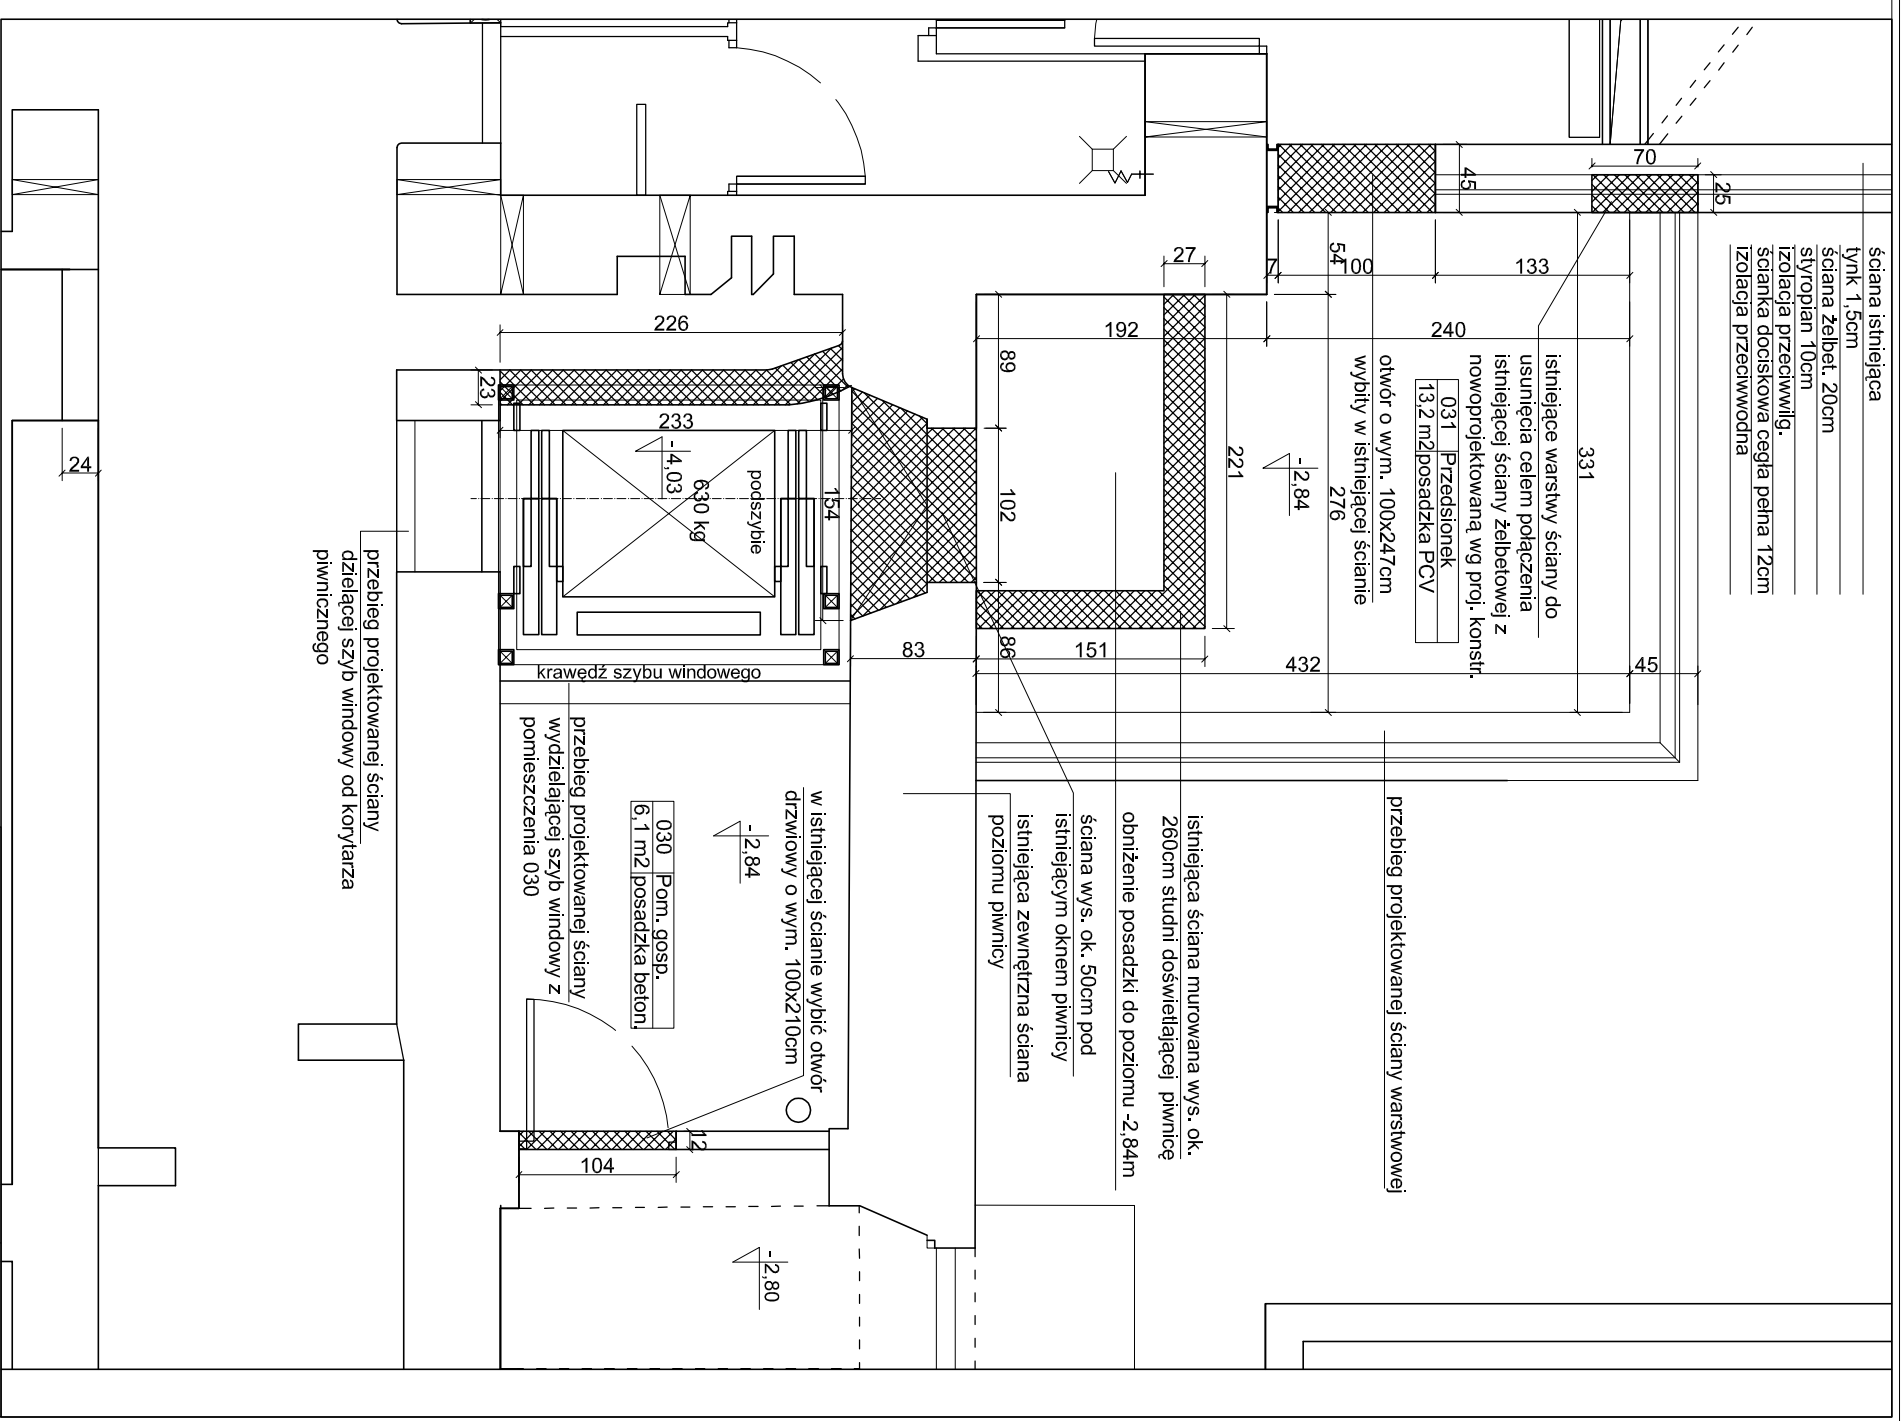 ściana istniejąca
tynk 1,5cm
ściana żelbet. 20cm
styropian 10cm
izolacja przeciwwilg.
ścianka dociskowa cegła pełna 12cm
izolacja przeciwwodna
istniejące warstwy ściany do
usunięcia celem połączenia
istniejącej ściany żelbetowej z
nowoprojektowaną wg proj. konstr.
031 Przedsionek
13,2 m2 posadzka PCV
otwór o wym. 100x247cm
wybity w istniejącej ścianie
przebieg projektowanej ściany warstwowej
istniejąca ściana murowana wys. ok.
260cm studni doświetlającej piwnicę
obniżenie posadzki do poziomu -2,84m
ściana wys. ok. 50cm pod
istniejącym oknem piwnicy
istniejąca zewnętrzna ściana
poziomu piwnicy
w istniejącej ścianie wybić otwór
drzwiowy o wym. 100x210cm
030 Pom. gosp.
6,1 m2 posadzka beton.
przebieg projektowanej ściany
wydzielającej szyb windowy z
pomieszczenia 030
przebieg projektowanej ściany
dzielącej szyb windowy od korytarza
piwnicznego
krawędź szybu windowego
podszybie
630 kg
-4,03
-2,84
-2,84
-2,80
70
25
45
54
7
100
133
27
226
192
240
89
23
233
221
331
24
154
102
276
86
83
151
432
45
12
104